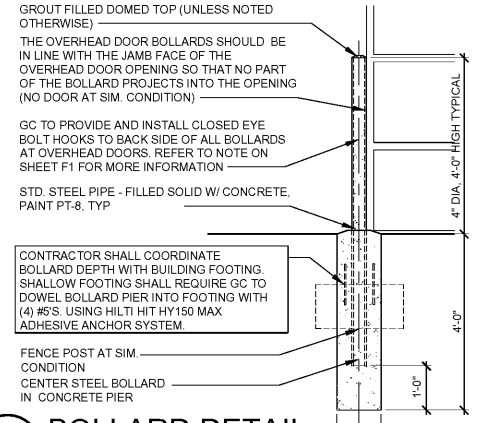 GROUT FILLED DOMED TOP (UNLESS NOTED
OTHERWISE)
THE OVERHEAD DOOR BOLLARDS SHOULD BE
IN LINE WITH THE JAMB FACE OF THE
OVERHEAD DOOR OPENING SO THAT NO PART
OF THE BOLLARD PROJECTS INTO THE OPENING
(NO DOOR AT SIM. CONDITION)
GC TO PROVIDE AND INSTALL CLOSED EYE
BOLT HOOKS TO BACK SIDE OF ALL BOLLARDS
AT OVERHEAD DOORS. REFER TO NOTE ON
SHEET F1 FOR MORE INFORMATION
STD. STEEL PIPE - FILLED SOLID W/ CONCRETE,
PAINT PT-8, TYP
CONTRACTOR SHALL COORDINATE
BOLLARD DEPTH WITH BUILDING FOOTING.
SHALLOW FOOTING SHALL REQUIRE GC TO
DOWEL BOLLARD PIER INTO FOOTING WITH
(4) #5'S. USING HILTI HIT HY150 MAX
ADHESIVE ANCHOR SYSTEM.
FENCE POST AT SIM.
CONDITION
CENTER STEEL BOLLARD
IN CONCRETE PIER
4" DIA, 4'-0" HIGH TYPICAL
4'-0"
1'-0"
BOLLARD DETAIL